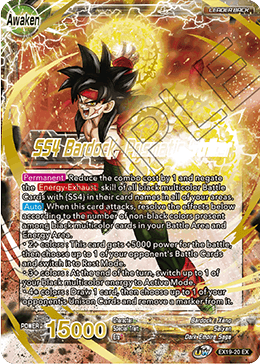 Awaken
LEADER BACK
SS4 Bardock,
Permanent Reduce the combo cost by 1 and negate
the Energy-Exhaust skill of all black multicolor Battle
Cards with {SS4} in their card names in all of your areas.
Auto When this card attacks, resolve the effects below
according to the number of non-black colors present
among black multicolor cards in your Battle Area and
Energy Area.
• 2+ colors: This card gets +5000 power for the battle,
then choose up to 1 of your opponent's Battle Cards
and switch it to Rest Mode.
• 3+ colors: At the end of the turn, switch up to 1 of
your black multicolor energy to Active Mode.
• 4+ colors: Draw 1 card, then choose up to 1 of your
opponent's Unison Cards and remove a marker from it.
POWER
15000
Character
Special Trait
Era
Saiyan
EX19-20 EX